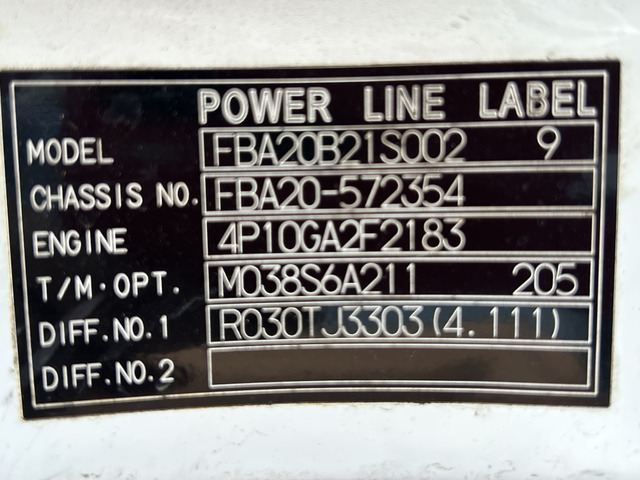 POWER LINE LABEL
MODEL FBA20B21S002 9
CHASSIS NO. FBA20-572354
ENGINE 4P10GA2F2183
T/M·OPT. M038S6A211 205
DIFF.NO.1 R030TJ3303(4.111)
DIFF.NO.2